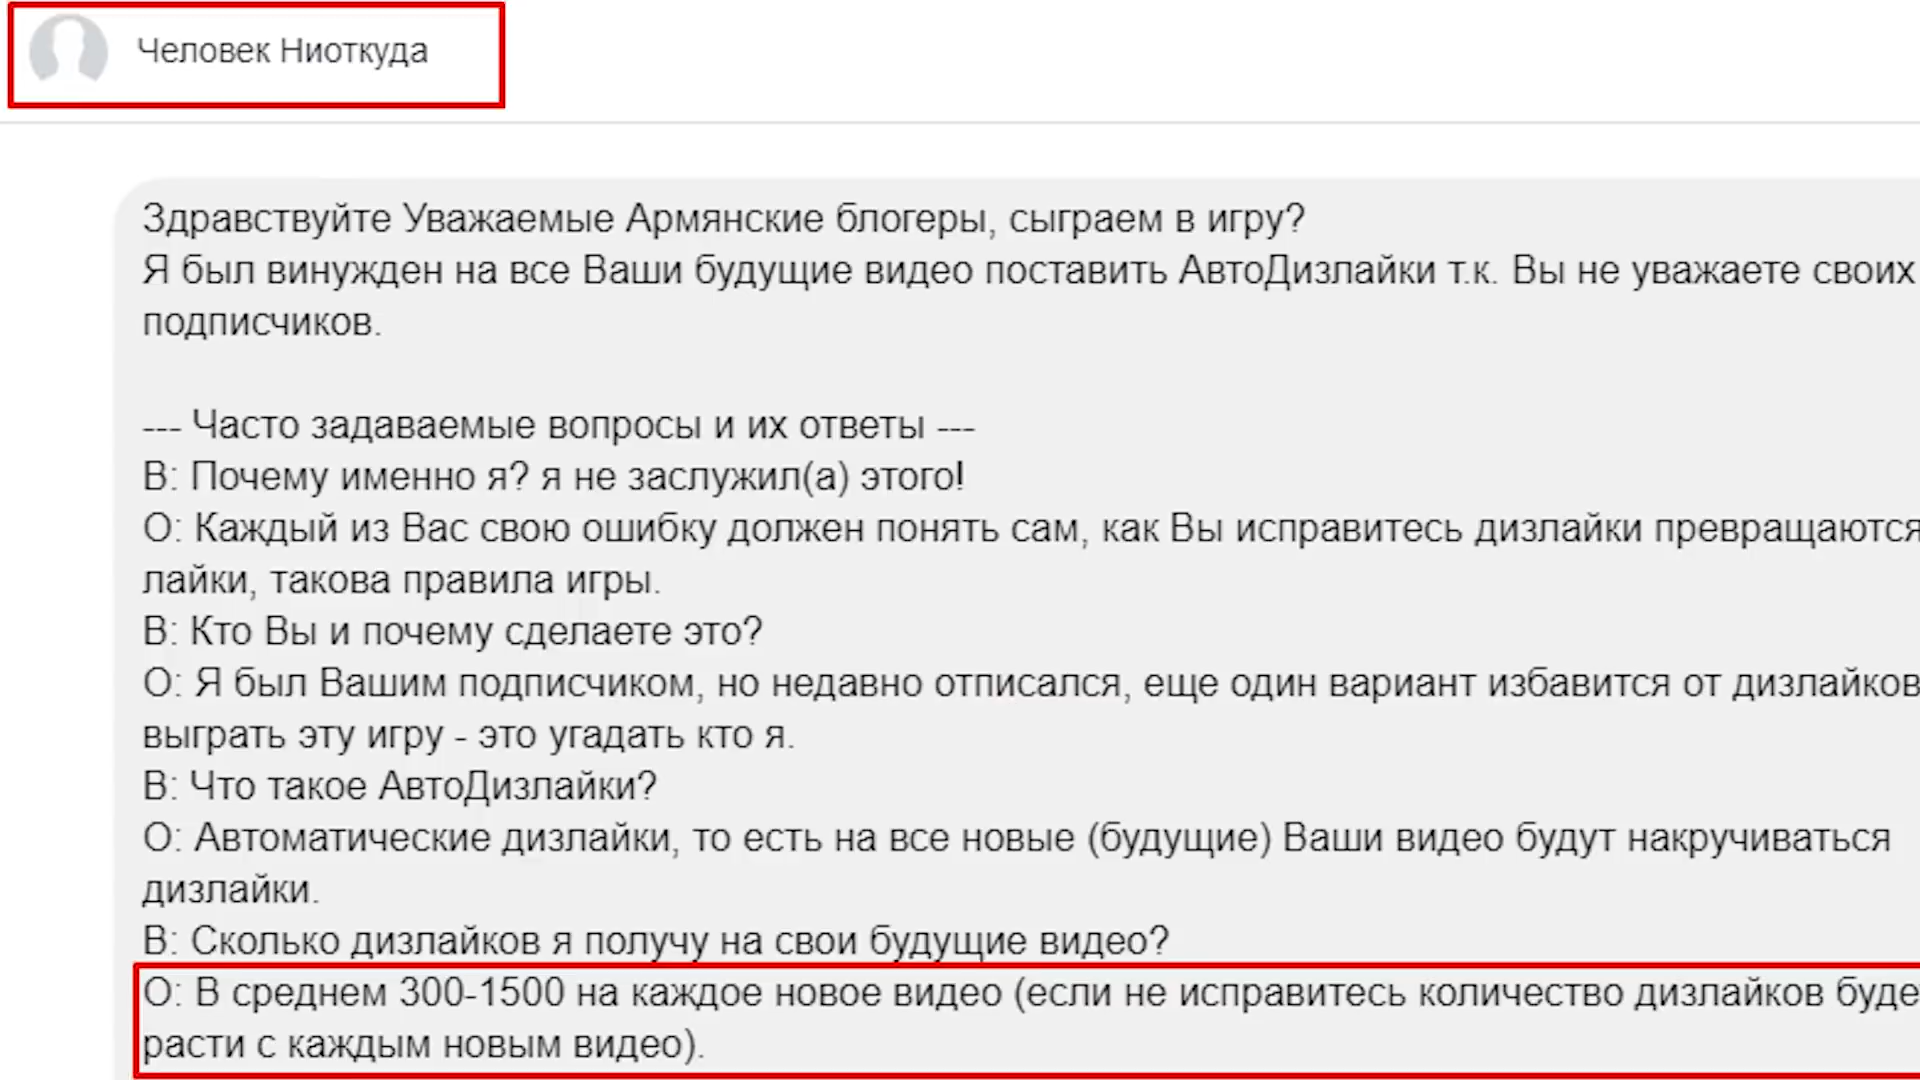 Человек Ниоткуда
Здравствуйте Уважаемые Армянские блогеры, сыграем в игру?
Я был винужден на все Ваши будущие видео поставить АвтоДизлайки т.к. Вы не уважаете своих
подписчиков.
--- Часто задаваемые вопросы и их ответы ---
В: Почему именно я? я не заслужил(а) этого!
О: Каждый из Вас свою ошибку должен понять сам, как Вы исправитесь дизлайки превращаются
лайки, такова правила игры.
В: Кто Вы и почему сделаете это?
О: Я был Вашим подписчиком, но недавно отписался, еще один вариант избавится от дизлайков
выграть эту игру - это угадать кто я.
В: Что такое АвтоДизлайки?
О: Автоматические дизлайки, то есть на все новые (будущие) Ваши видео будут накручиваться
дизлайки.
В: Сколько дизлайков я получу на свои будущие видео?
О: В среднем 300-1500 на каждое новое видео (если не исправитесь количество дизлайков буде
расти с каждым новым видео).